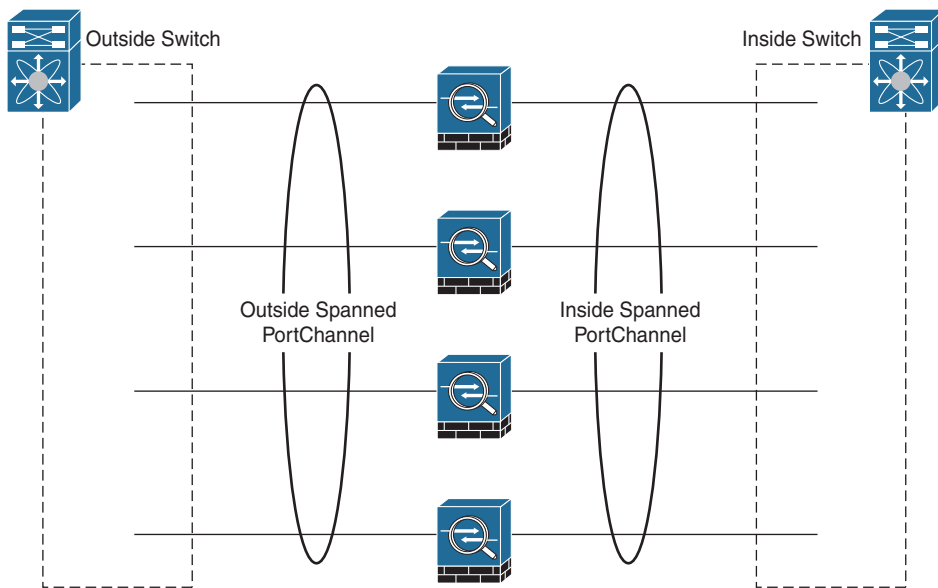 Outside Switch
Inside Switch
Outside Spanned
PortChannel
Inside Spanned
PortChannel